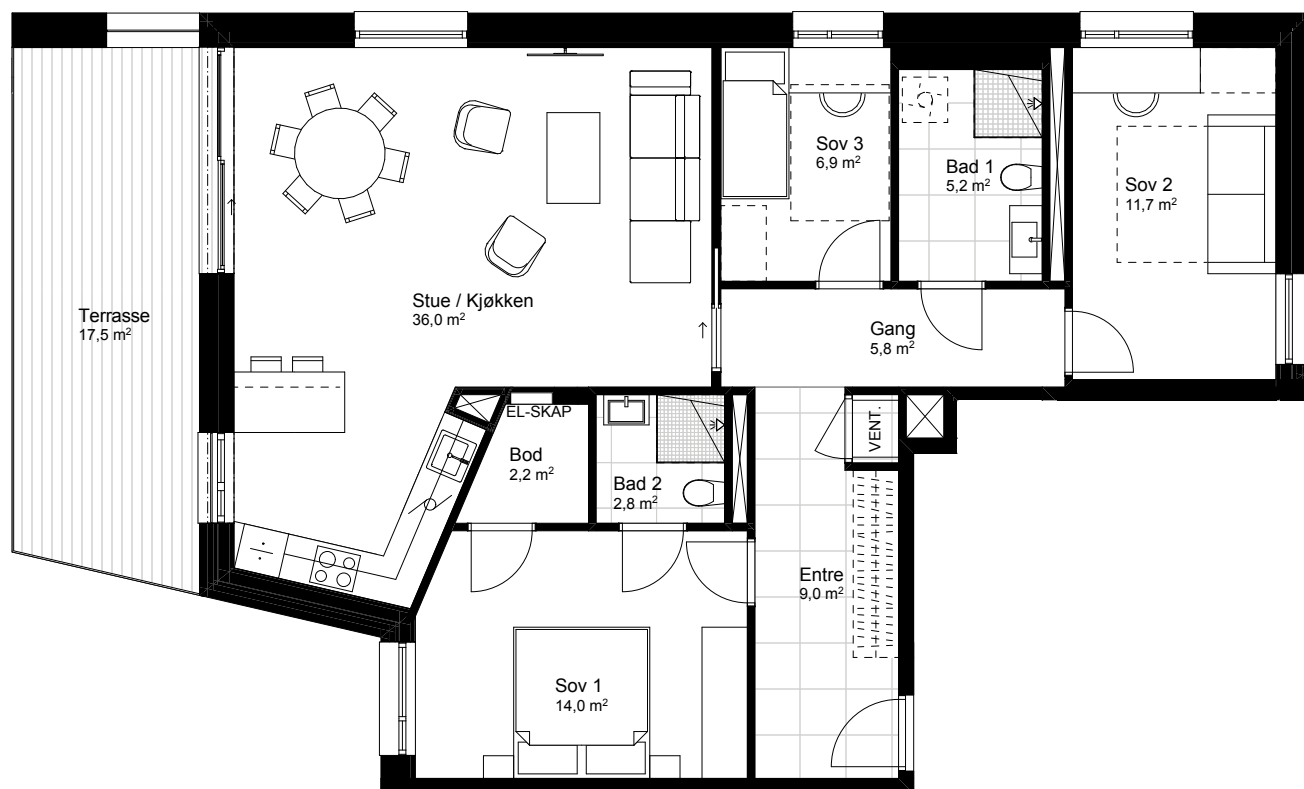 Sov 3
6,9 m²
Bad 1
5,2 m²
Sov 2
11,7 m²
Terrasse
17,5 m²
Stue / Kjøkken
36,0 m²
Gang
5,8 m²
EL-SKAP
VENT.
Bod
2,2 m²
Bad 2
2,8 m²
Entre
9,0 m²
Sov 1
14,0 m²